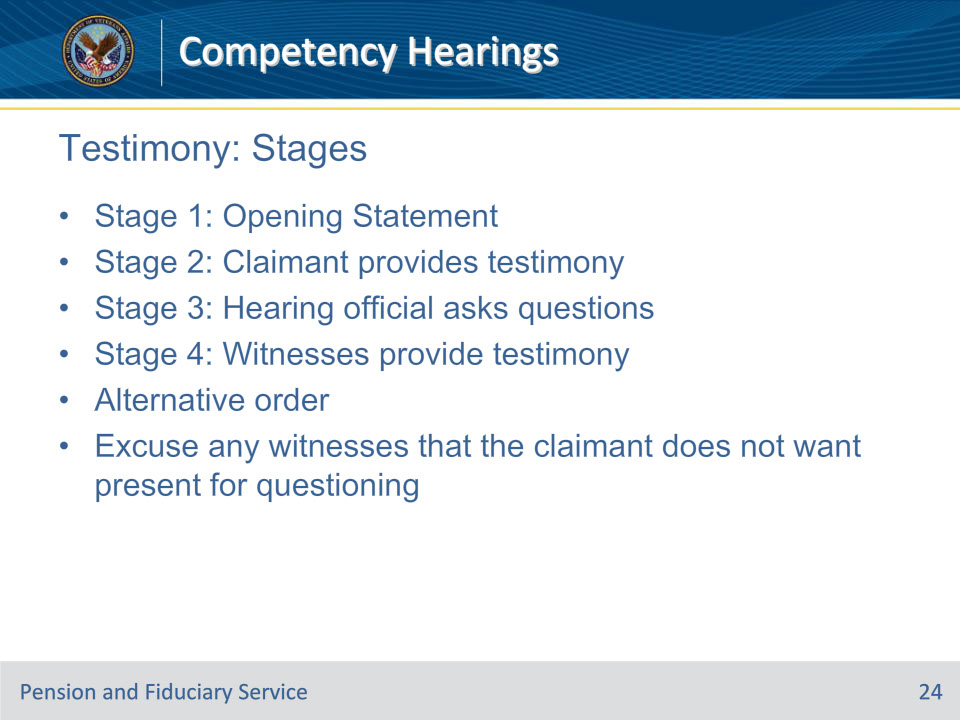 Competency Hearings
Testimony: Stages
• Stage 1: Opening Statement
• Stage 2: Claimant provides testimony
• Stage 3: Hearing official asks questions
• Stage 4: Witnesses provide testimony
• Alternative order
• Excuse any witnesses that the claimant does not want
present for questioning
Pension and Fiduciary Service
24